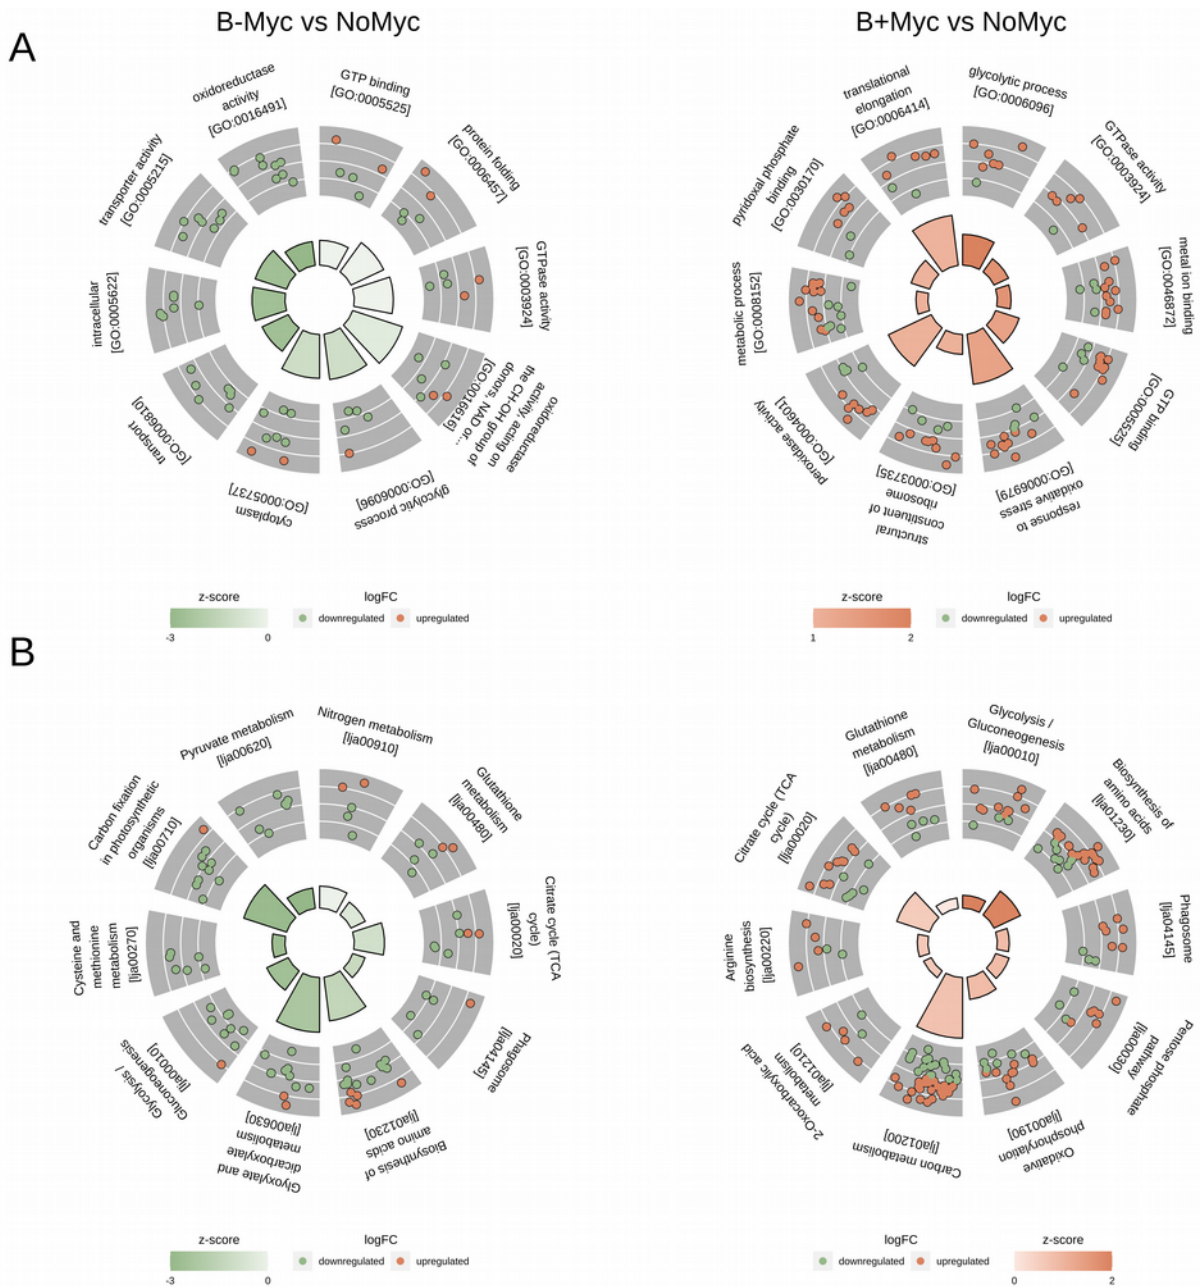 B-Myc vs NoMyc
B+Myc vs NoMyc
A
oxidoreductase
activity
[GO:0016491]
GTP binding
[GO:0005525]
protein folding
[GO:0006457]
GTPase activity
[GO:0003924]
oxidoreductase
activity, acting on
the CH-OH group of
donors, NAD or...
[GO:0016616]
glycolytic process
[GO:0006096]
cytoplasm
[GO:0005737]
transport
[GO:0006810]
intracellular
[GO:0005622]
transporter activity
[GO:0005215]
translational
elongation
[GO:0006414]
glycolytic process
[GO:0006096]
GTPase activity
[GO:0003924]
metal ion binding
[GO:0046872]
GTP binding
[GO:0005525]
response to
oxidative stress
[GO:0006979]
structural
constituent of
ribosome
[GO:0003735]
peroxidase activity
[GO:0004601]
metabolic process
[GO:0008152]
pyridoxal phosphate
binding
[GO:0030170]
z-score
-3
0
logFC
downregulated
upregulated
z-score
1
2
logFC
downregulated
upregulated
B
Pyruvate metabolism
[lja00620]
Nitrogen metabolism
[lja00910]
Glutathione
metabolism
[lja00480]
Citrate cycle (TCA
cycle)
[lja00020]
Phagosome
[lja04145]
Biosynthesis of
amino acids
[lja01230]
Glyoxylate and
dicarboxylate
metabolism
[lja00630]
Glycolysis /
Gluconeogenesis
[lja00010]
Cysteine and
methionine
metabolism
[lja00270]
Carbon fixation
in photosynthetic
organisms
[lja00710]
Glutathione
metabolism
[lja00480]
Glycolysis /
Gluconeogenesis
[lja00010]
Biosynthesis of
amino acids
[lja01230]
Phagosome
[lja04145]
Pentose phosphate
pathway
[lja00030]
Oxidative
phosphorylation
[lja00190]
Carbon metabolism
[lja01200]
2-Oxocarboxylic acid
metabolism
[lja01210]
Arginine
biosynthesis
[lja00220]
Citrate cycle (TCA
cycle)
[lja00020]
z-score
-3
0
logFC
downregulated
upregulated
logFC
downregulated
upregulated
z-score
0
2